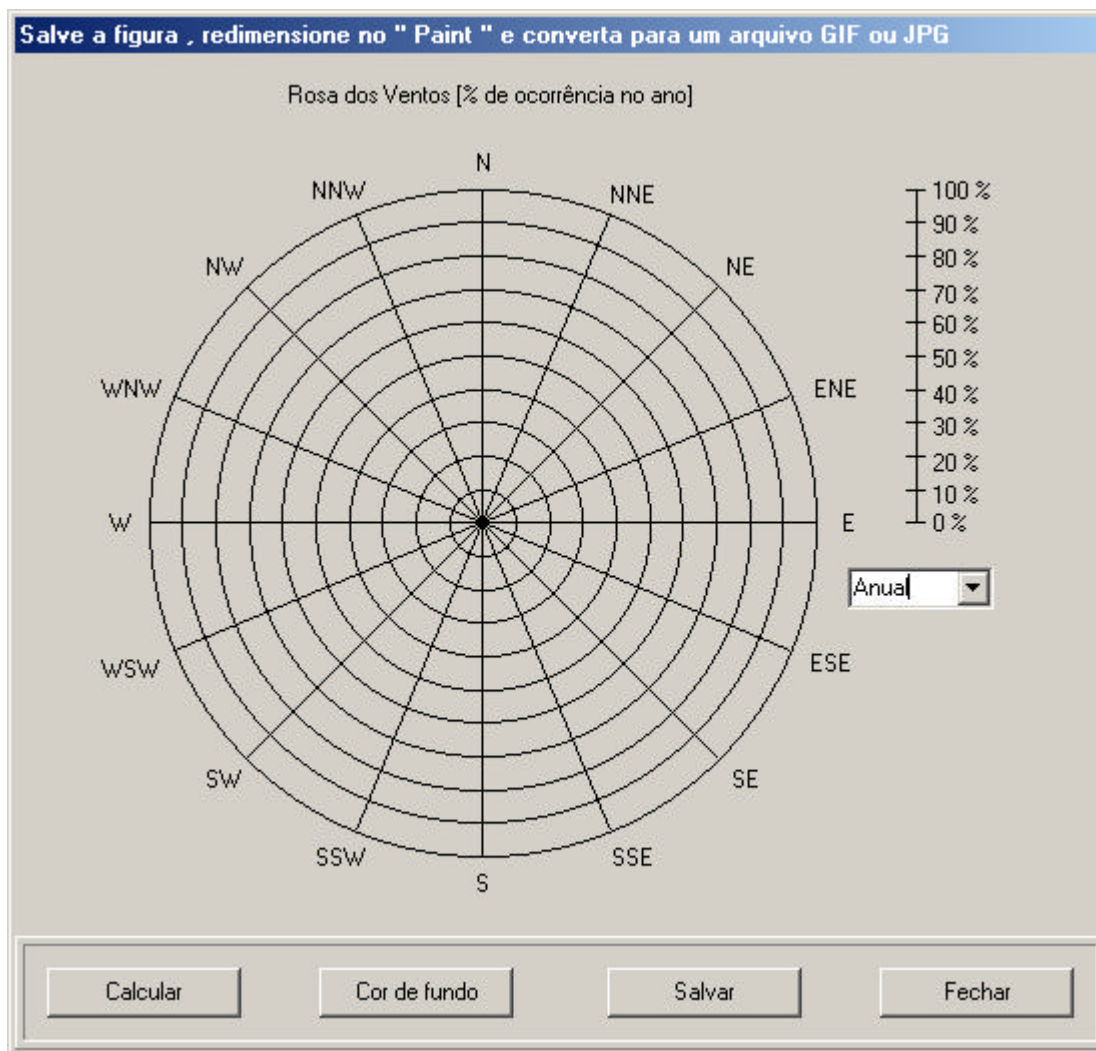 Salve a figura , redimensione no " Paint " e converta para um arquivo GIF ou JPG
Rosa dos Ventos [% de ocorrência no ano]
N
NNW
NNE
100 %
90 %
NW
NE
80 %
70 %
60 %
50 %
WNW
ENE
40 %
30 %
20 %
10 %
W
E
0 %
Anual
WSW
ESE
SW
SE
SSW
SSE
S
Calcular
Cor de fundo
Salvar
Fechar